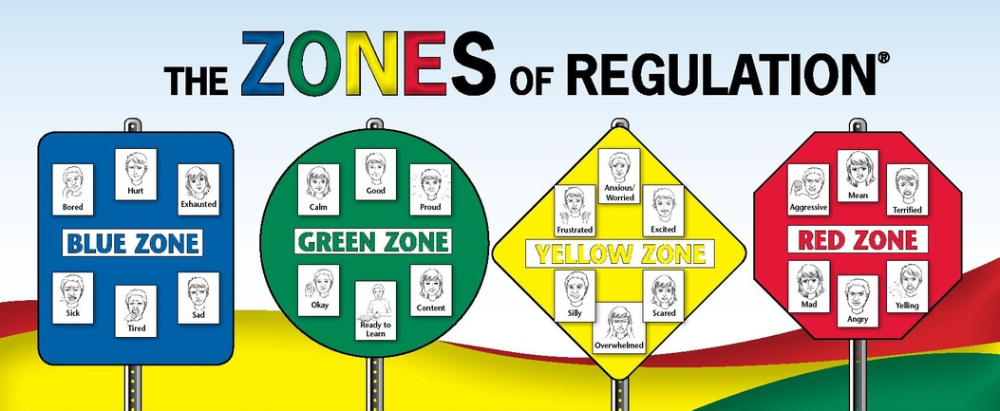 THE ZONES OF REGULATION®
Bored
Hurt
Exhausted
BLUE ZONE
Sick
Tired
Sad
Calm
Good
Proud
GREEN ZONE
Okay
Ready to
Learn
Content
Frustrated
Anxious/
Worried
Excited
YELLOW ZONE
Silly
Overwhelmed
Scared
Aggressive
Mean
Terrified
RED ZONE
Mad
Angry
Yelling